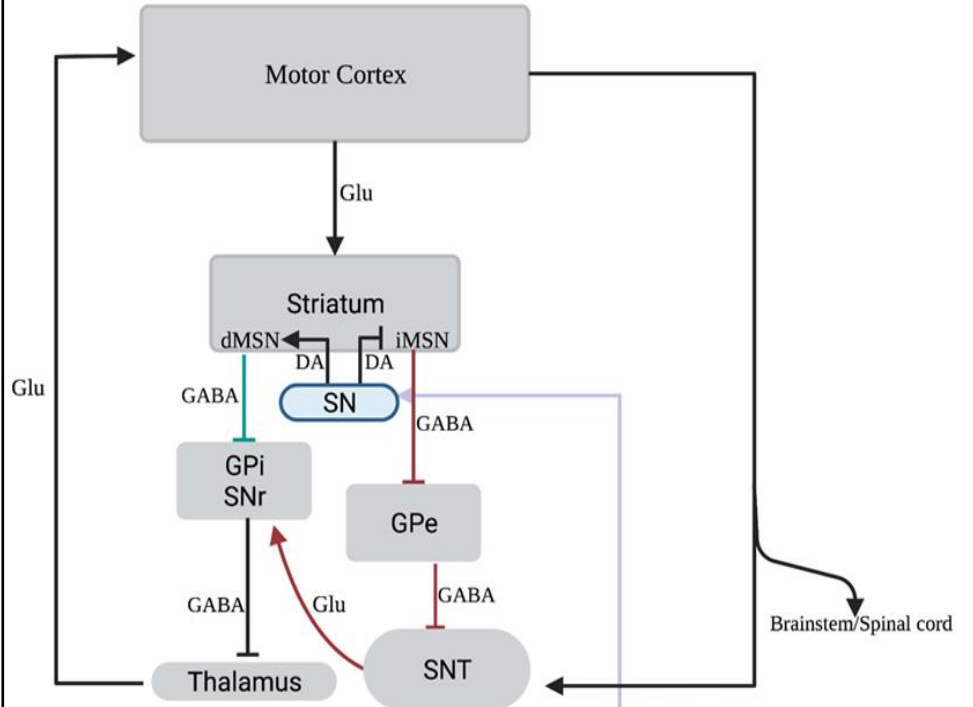 Motor Cortex
Glu
Striatum
dMSN
iMSN
DA
DA
SN
Glu
GABA
GABA
GPi
SNr
GPe
GABA
Glu
GABA
Brainstem/Spinal cord
Thalamus
SNT